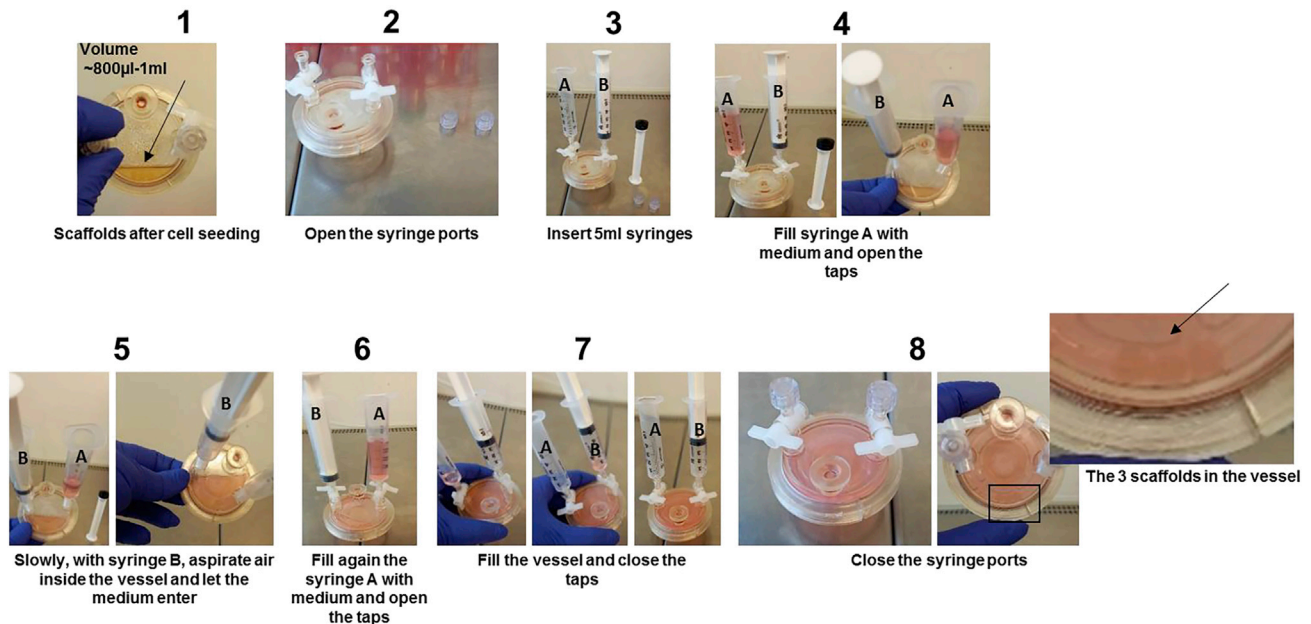 1
Volume
~800µl-1ml
Scaffolds after cell seeding
2
Open the syringe ports
3
A
B
Insert 5ml syringes
4
A
B
B
A
Fill syringe A with
medium and open the
taps
5
B
A
B
Slowly, with syringe B, aspirate air
inside the vessel and let the
medium enter
6
B
A
Fill again the
syringe A with
medium and open
the taps
7
A
B
A
B
Fill the vessel and close the
taps
8
Close the syringe ports
The 3 scaffolds in the vessel